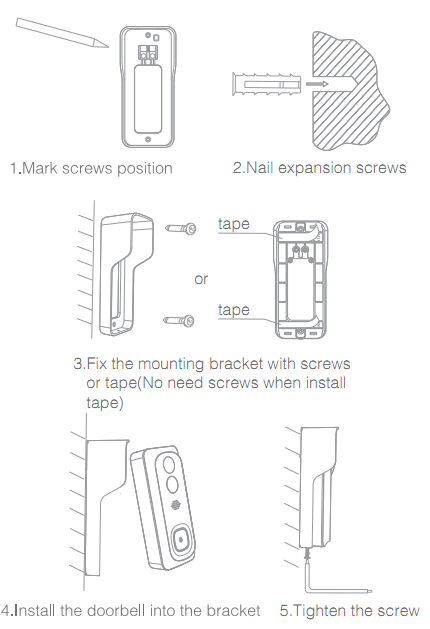 1.Mark screws position
2.Nail expansion screws
tape
or
tape
3.Fix the mounting bracket with screws
or tape(No need screws when install
tape)
4.Install the doorbell into the bracket
5.Tighten the screw